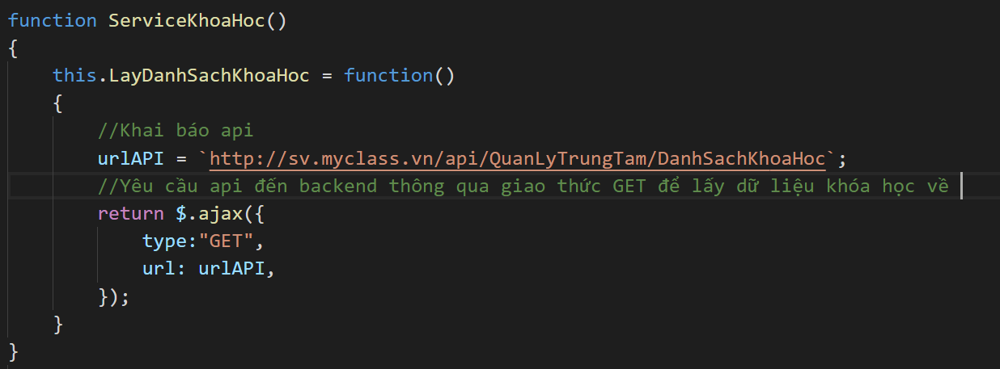 function ServiceKhoaHoc()
{
this.LayDanhSachKhoaHoc = function()
{
//Khai báo api
urlAPI = `http://sv.myclass.vn/api/QuanLyTrungTam/DanhSachKhoaHoc`;
//Yêu cầu api đến backend thông qua giao thức GET để lấy dữ liệu khóa học về
return $.ajax({
type:"GET",
url: urlAPI,
});
}
}